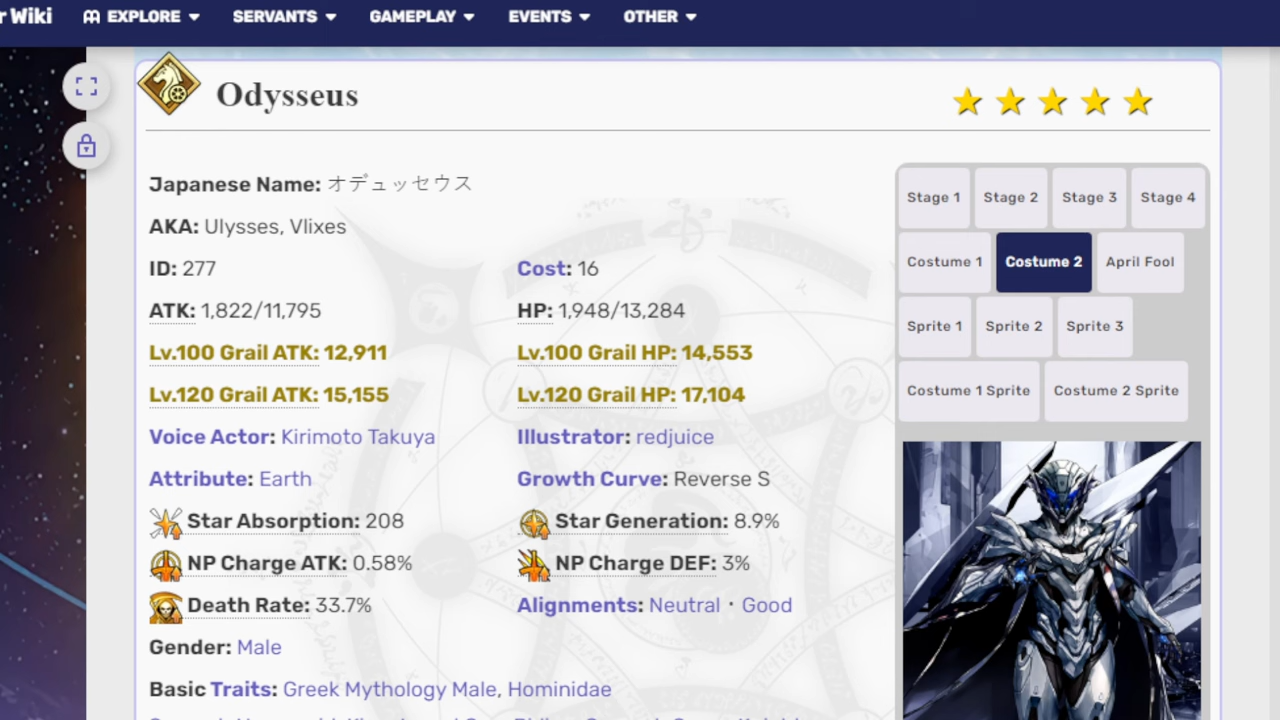 r Wiki EXPLORE SERVANTS GAMEPLAY EVENTS OTHER
Odysseus
Japanese Name: オデュッセウス
AKA: Ulysses, Vlixes
ID: 277 Cost: 16
ATK: 1,822/11,795 HP: 1,948/13,284
Lv.100 Grail ATK: 12,911 Lv.100 Grail HP: 14,553
Lv.120 Grail ATK: 15,155 Lv.120 Grail HP: 17,104
Voice Actor: Kirimoto Takuya Illustrator: redjuice
Attribute: Earth Growth Curve: Reverse S
Star Absorption: 208 Star Generation: 8.9%
NP Charge ATK: 0.58% NP Charge DEF: 3%
Death Rate: 33.7% Alignments: Neutral・Good
Gender: Male
Basic Traits: Greek Mythology Male, Hominidae
Stage 1 Stage 2 Stage 3 Stage 4
Costume 1 Costume 2 April Fool
Sprite 1 Sprite 2 Sprite 3
Costume 1 Sprite Costume 2 Sprite